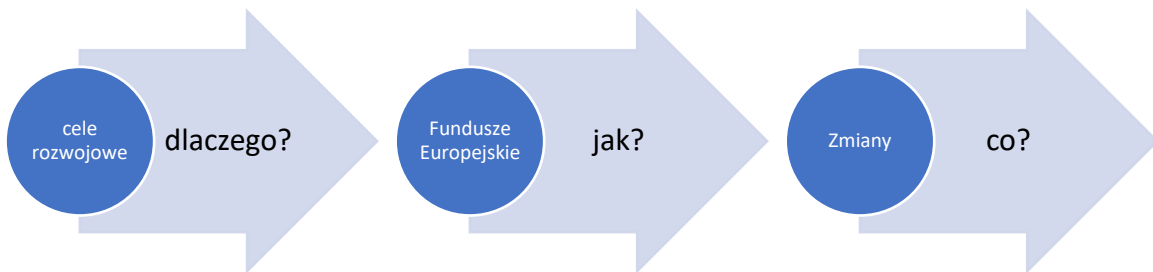 cele
rozwojowe
dlaczego?
Fundusze
Europejskie
jak?
Zmiany
co?